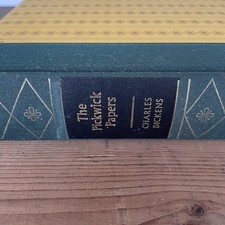 The
Pickwick
Papers
CHARLES
DICKENS